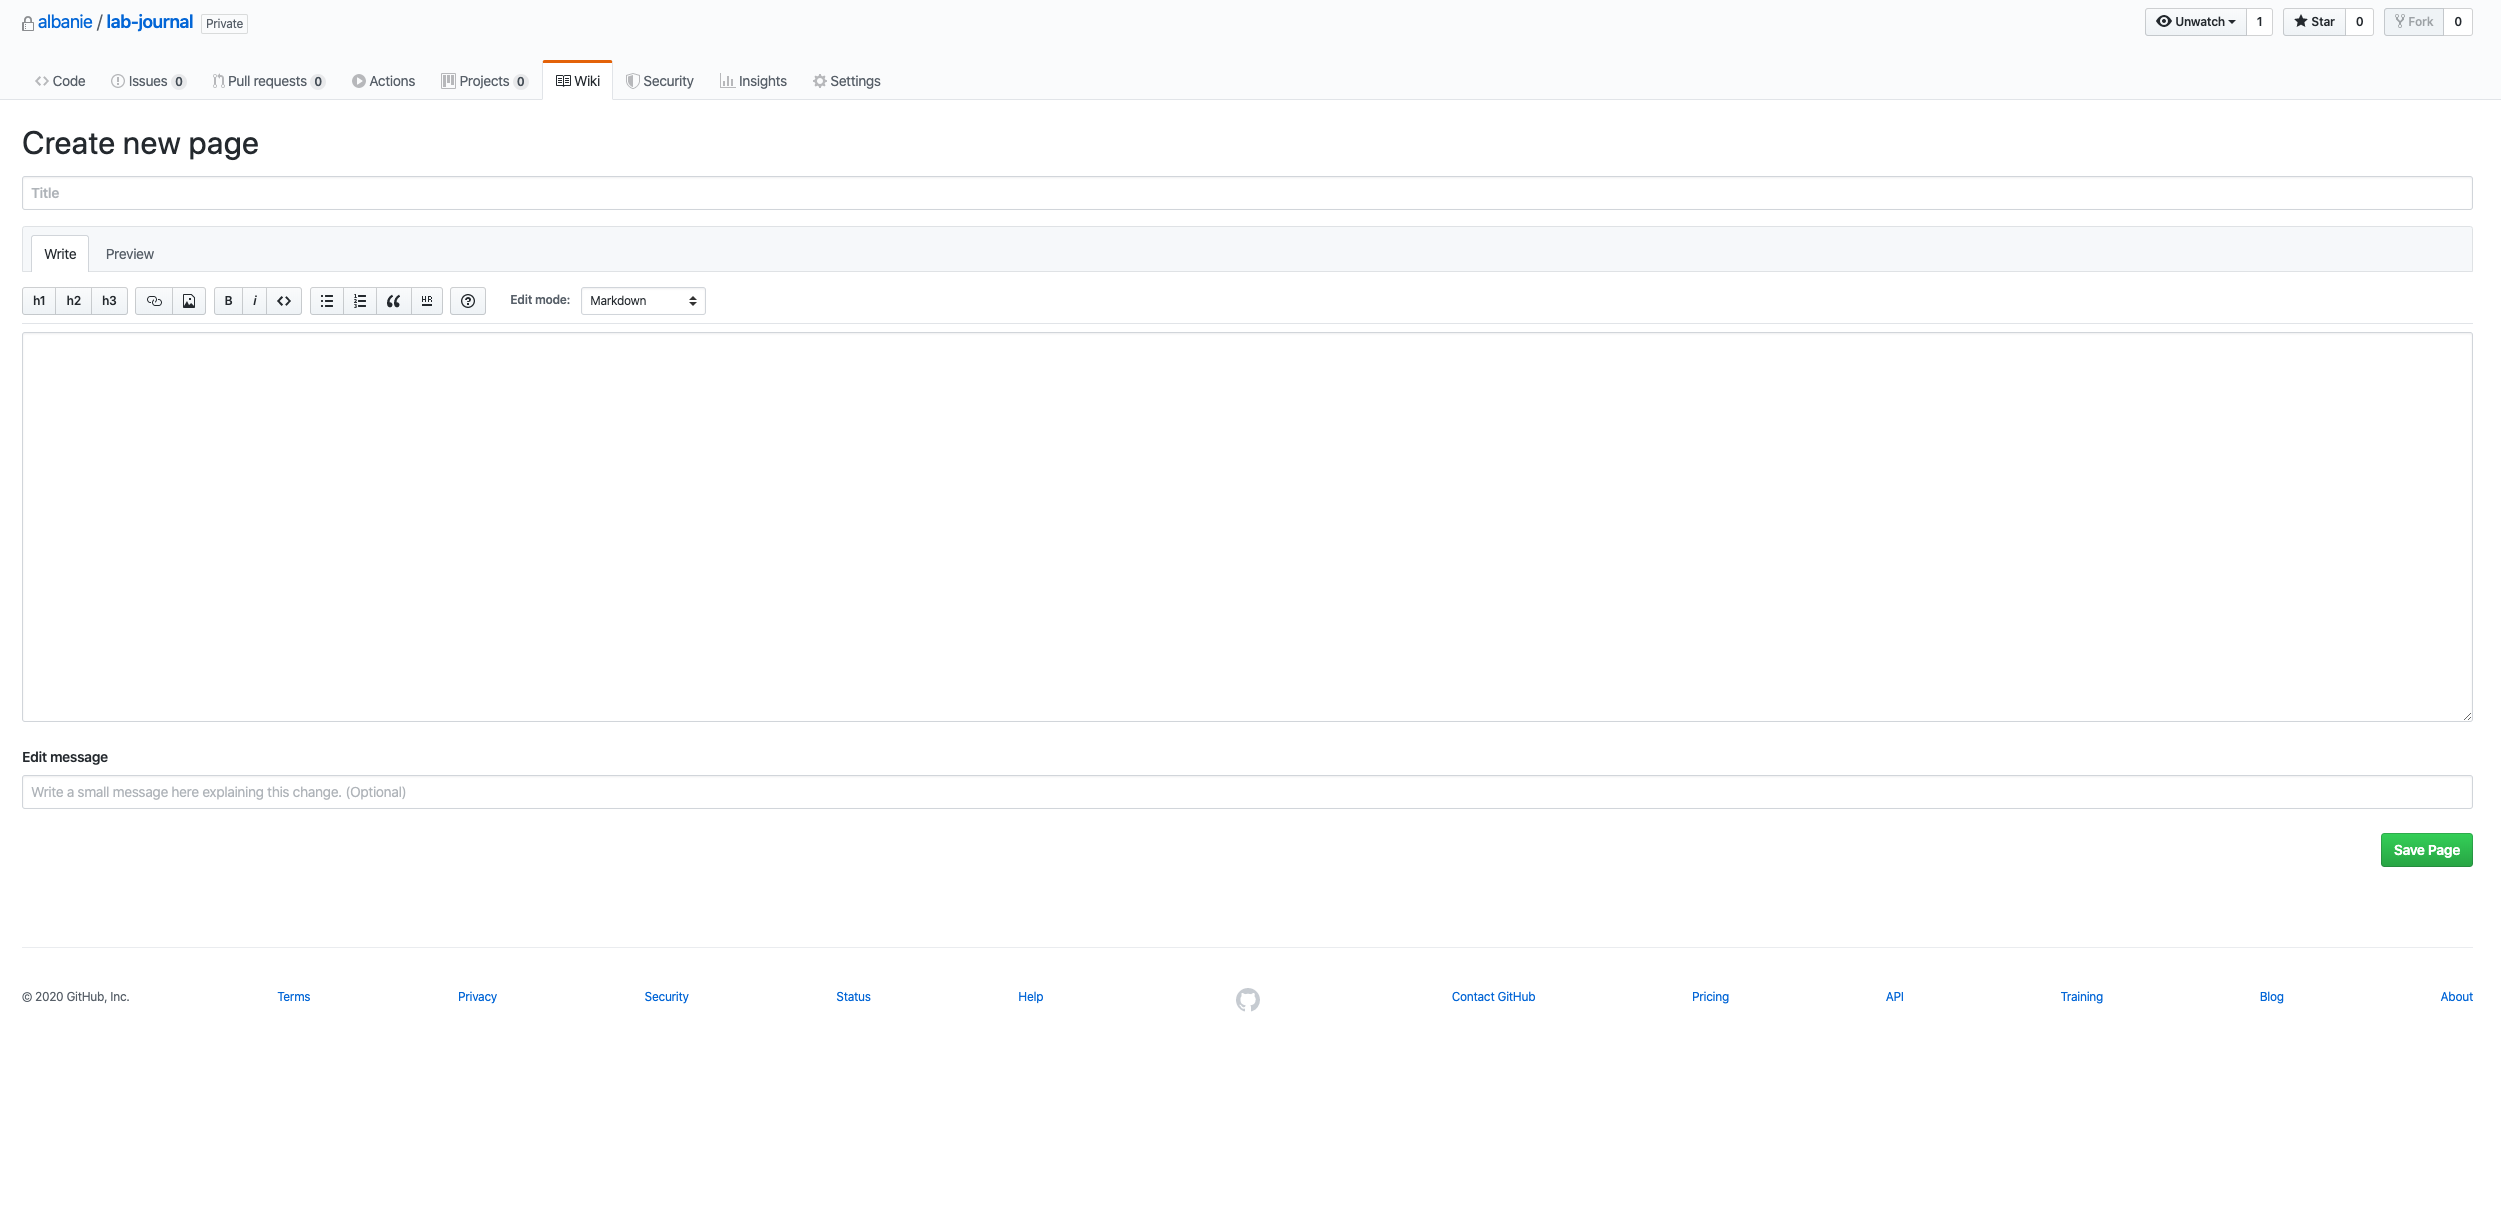 albanie / lab-journal Private Unwatch 1 Star 0 Fork 0
Code Issues 0 Pull requests 0 Actions Projects 0 Wiki Security Insights Settings
Create new page
Title
Write Preview
h1 h2 h3 B i HR Edit mode: Markdown
Edit message
Write a small message here explaining this change. (Optional)
Save Page
© 2020 GitHub, Inc. Terms Privacy Security Status Help Contact GitHub Pricing API Training Blog About